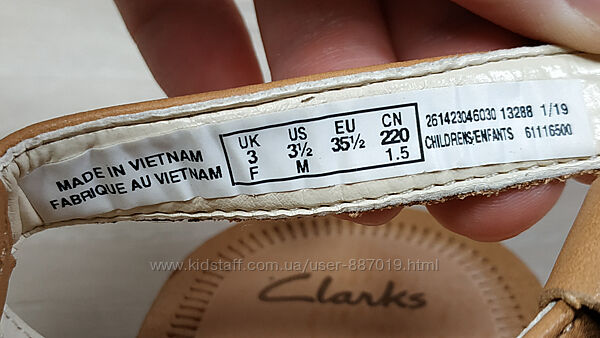 MADE IN VIETNAM
FABRIQUE AU VIETNAM
UK US EU CN
3 3½ 35½ 220
F M 1.5
261423046030 13288 1/19
CHILDRENS/ENFANTS 61116500
www.kidstaff.com.ua/user-887019.html
Clarks